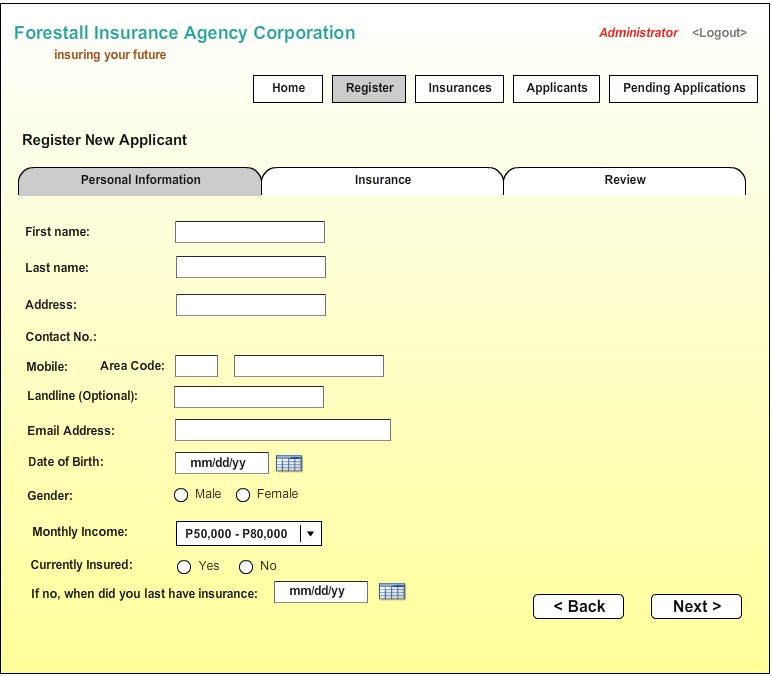 Forestall Insurance Agency Corporation
Administrator <Logout>
insuring your future
Home Register Insurances Applicants Pending Applications
Register New Applicant
Personal Information Insurance Review
First name:
Last name:
Address:
Contact No.:
Mobile: Area Code:
Landline (Optional):
Email Address:
Date of Birth: mm/dd/yy
Gender: Male Female
Monthly Income: P50,000 - P80,000
Currently Insured: Yes No
If no, when did you last have insurance: mm/dd/yy
< Back Next >